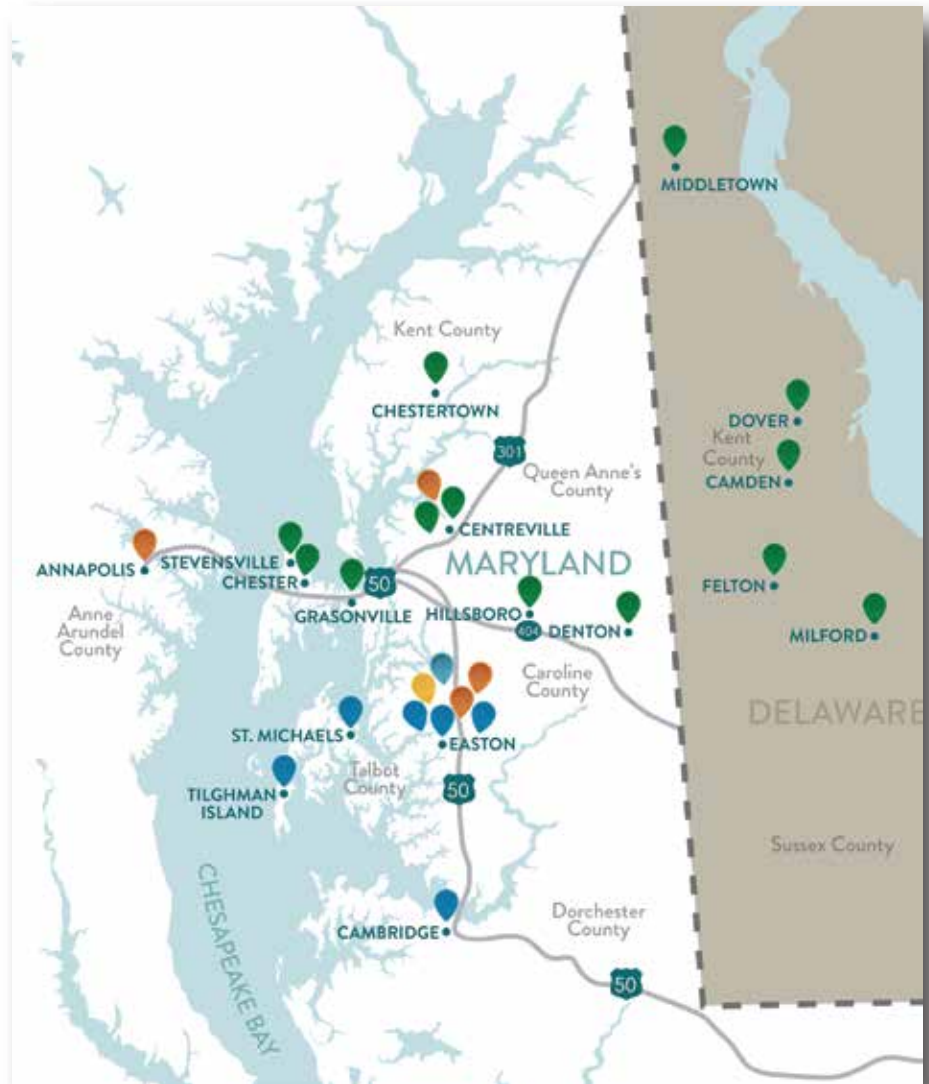 MIDDLETOWN
Kent County
CHESTERTOWN
DOVER
Kent
County
CAMDEN
301
Queen Anne's
County
CENTREVILLE
MARYLAND
ANNAPOLIS
STEVENSVILLE
CHESTER
50
GRASONVILLE
HILLSBORO
404
DENTON
FELTON
MILFORD
Anne
Arundel
County
Caroline
County
DELAWARE
ST. MICHAELS
EASTON
Talbot
County
TILGHMAN
ISLAND
50
Sussex County
CHESAPEAKE BAY
CAMBRIDGE
Dorchester
County
50